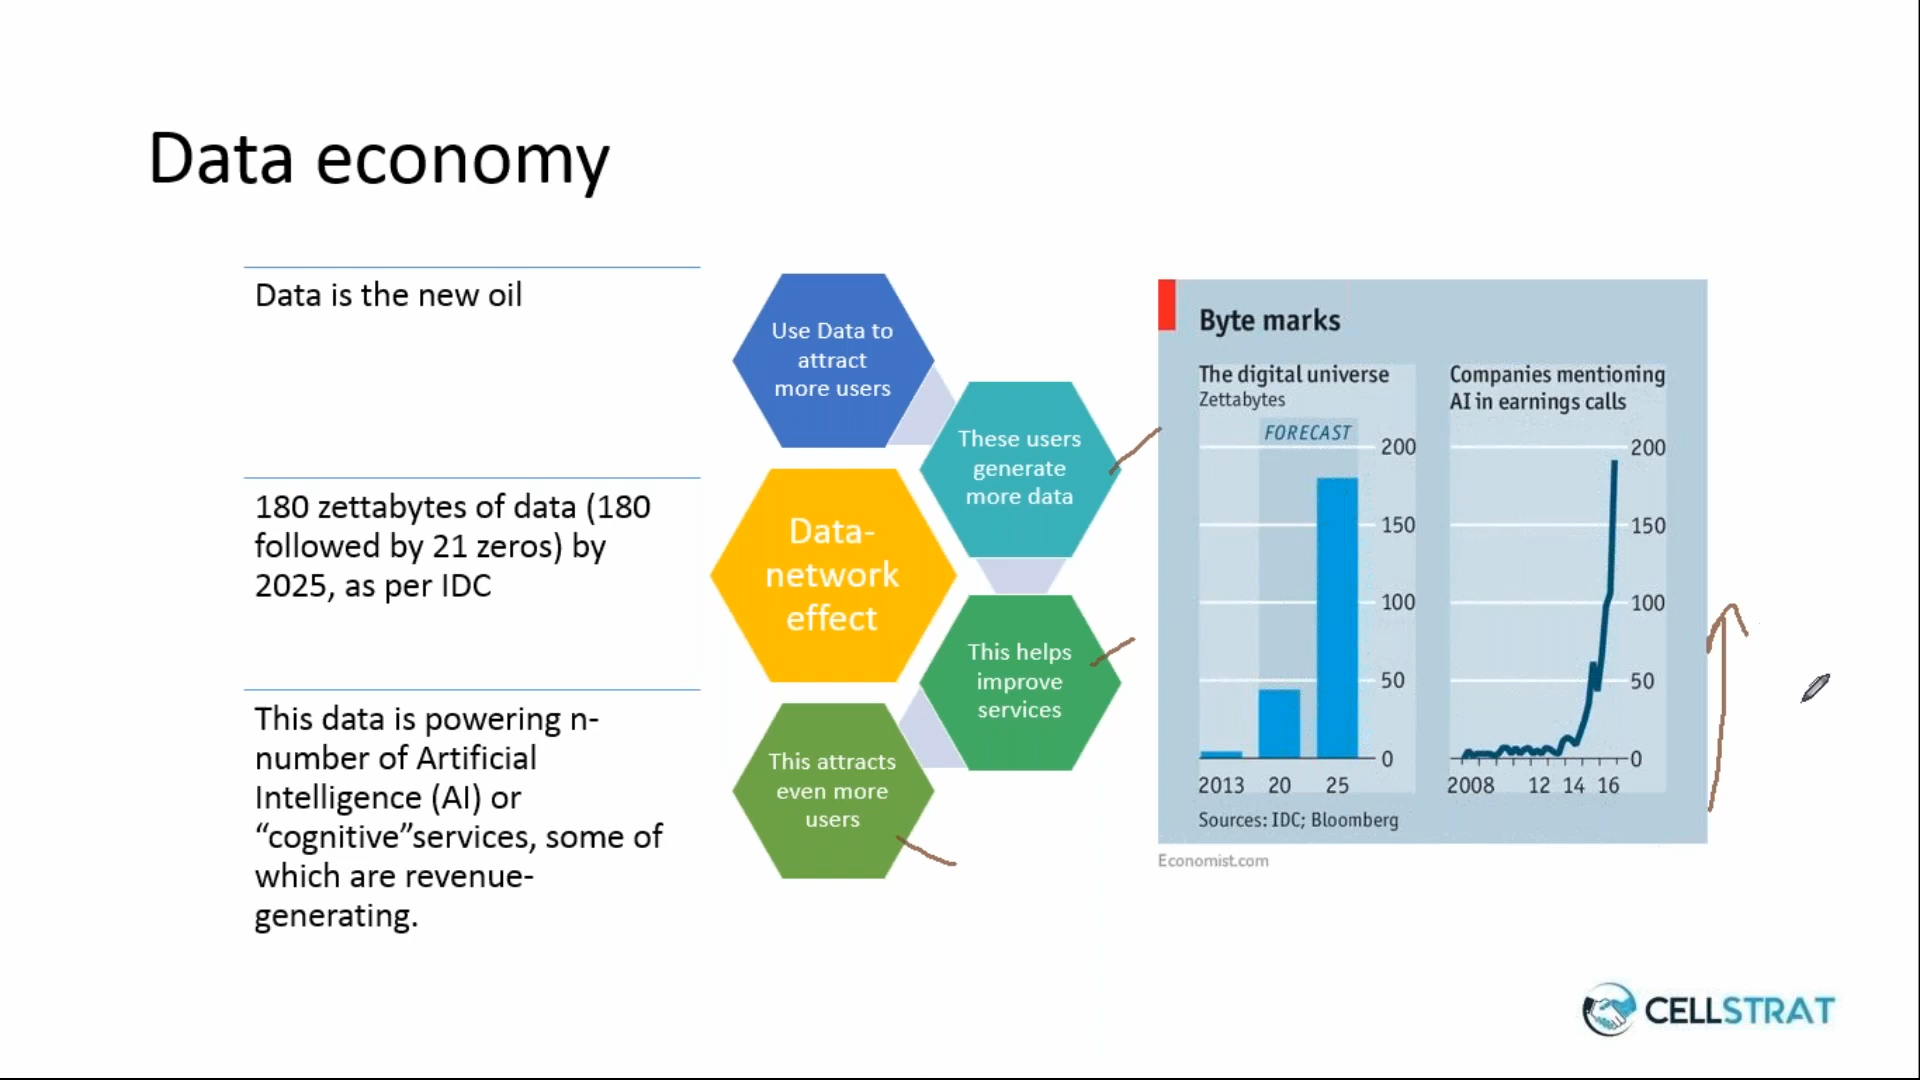 Data economy
Data is the new oil
180 zettabytes of data (180
followed by 21 zeros) by
2025, as per IDC
This data is powering n-
number of Artificial
Intelligence (AI) or
“cognitive”services, some of
which are revenue-
generating.
Use Data to
attract
more users
These users
generate
more data
Data-
network
effect
This helps
improve
services
This attracts
even more
users
Byte marks
The digital universe
Zettabytes
FORECAST
200
150
100
50
0
2013 20 25
Companies mentioning
AI in earnings calls
200
150
100
50
0
2008 12 14 16
Sources: IDC; Bloomberg
Economist.com
CELLSTRAT